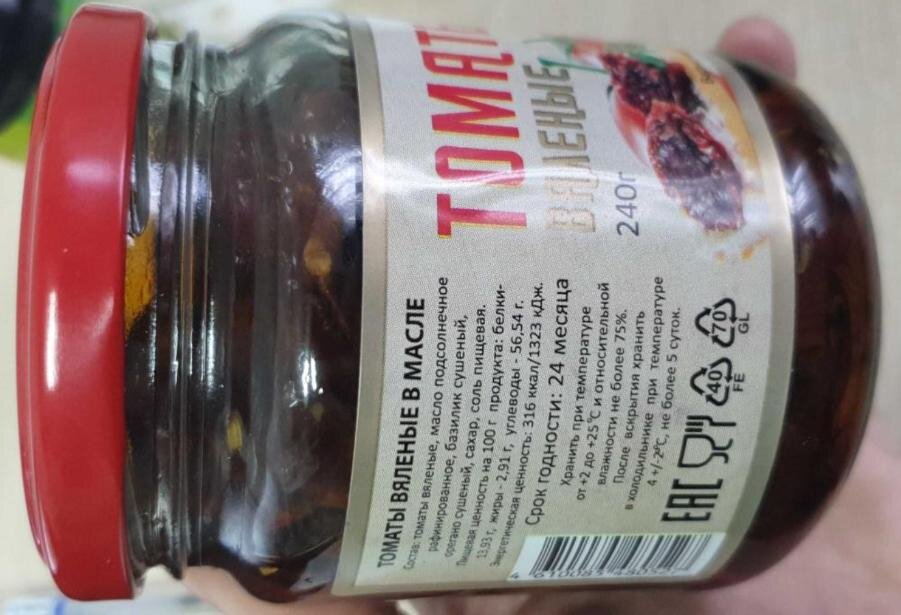 ТОМАТЫ
ВЯЛЕНЫЕ
240г
ТОМАТЫ ВЯЛЕНЫЕ В МАСЛЕ
Состав: томаты вяленые, масло подсолнечное
рафинированное, базилик сушеный,
орегано сушеный, сахар, соль пищевая.
Пищевая ценность на 100 г продукта: белки-
13,93 г, жиры - 2,91 г, углеводы - 56,54 г.
Энергетическая ценность: 316 ккал/1323 кДж.
Срок годности: 24 месяца
Хранить при температуре
от +2 до +25°С и относительной
влажности не более 75%.
После вскрытия хранить
в холодильнике при температуре
4 +/-2°С, не более 5 суток.
EAC
40 70
FE GL